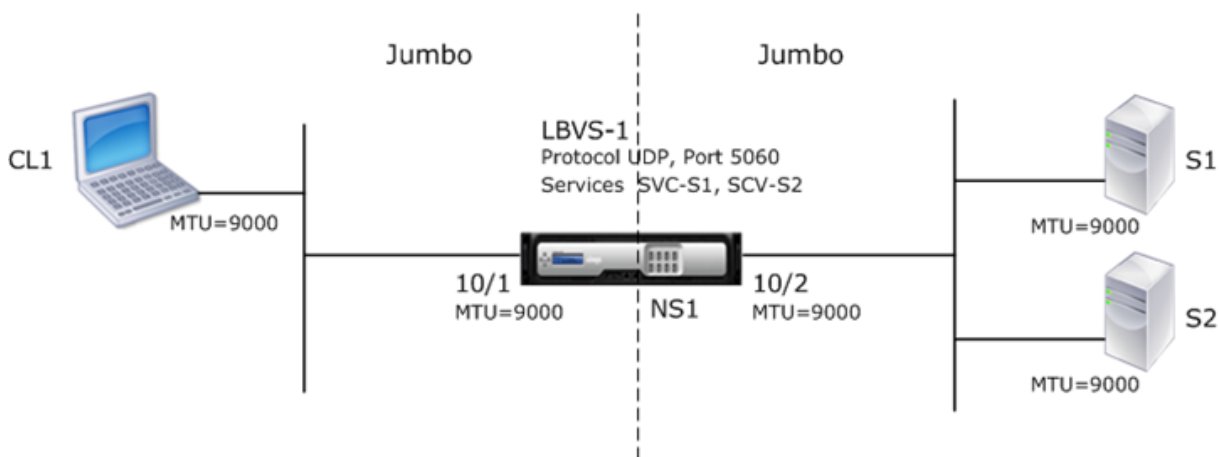 Jumbo
Jumbo
CL1
MTU=9000
LBVS-1
Protocol UDP, Port 5060
Services SVC-S1, SCV-S2
10/1
MTU=9000
NS1
10/2
MTU=9000
S1
MTU=9000
S2
MTU=9000